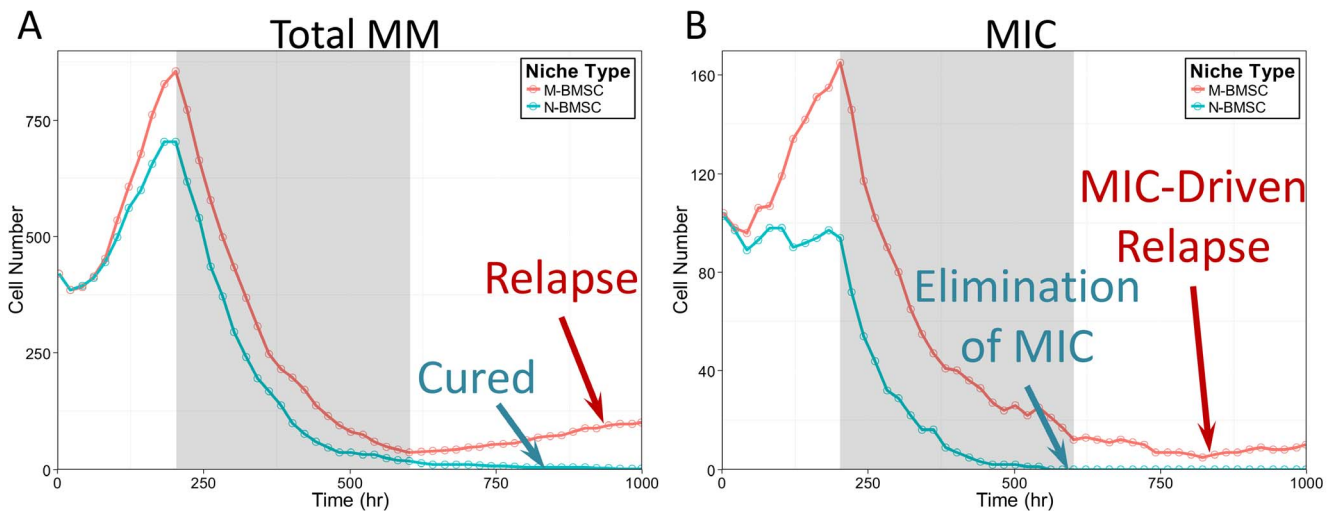 A
Total MM
Cell Number
750
500
250
0
0
250
500
750
1000
Time (hr)
Niche Type
M-BMSC
N-BMSC
Relapse
Cured
B
MIC
Cell Number
160
120
80
40
0
0
250
500
750
1000
Time (hr)
Niche Type
M-BMSC
N-BMSC
MIC-Driven
Relapse
Elimination
of MIC